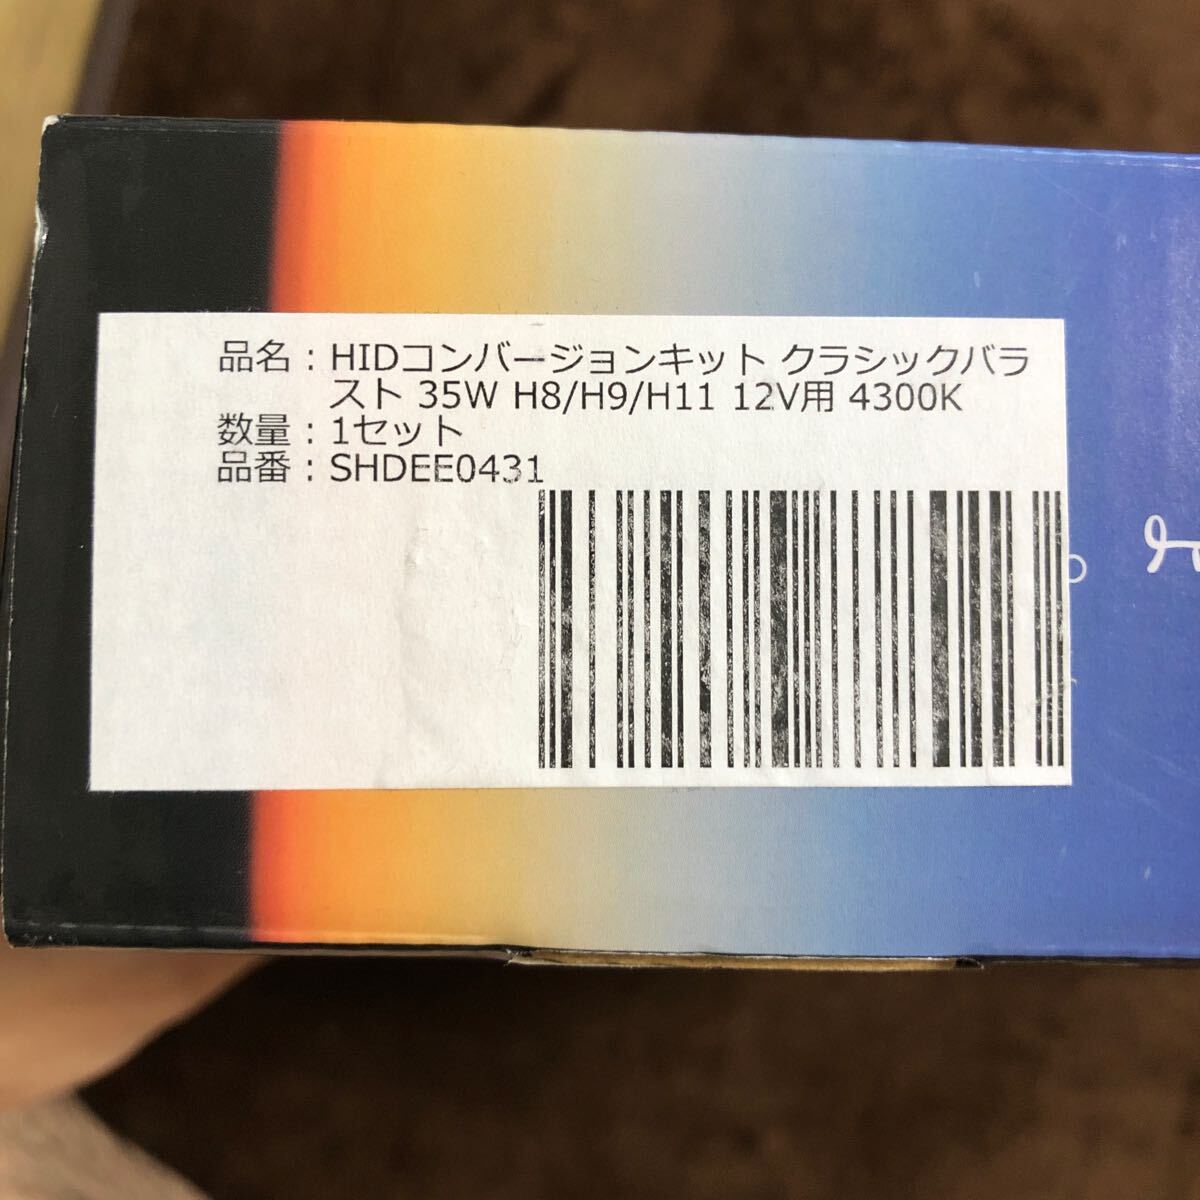 品名：HIDコンバージョンキット クラシックバラ
スト 35W H8/H9/H11 12V用 4300K
数量：1セット
品番：SHDEE0431